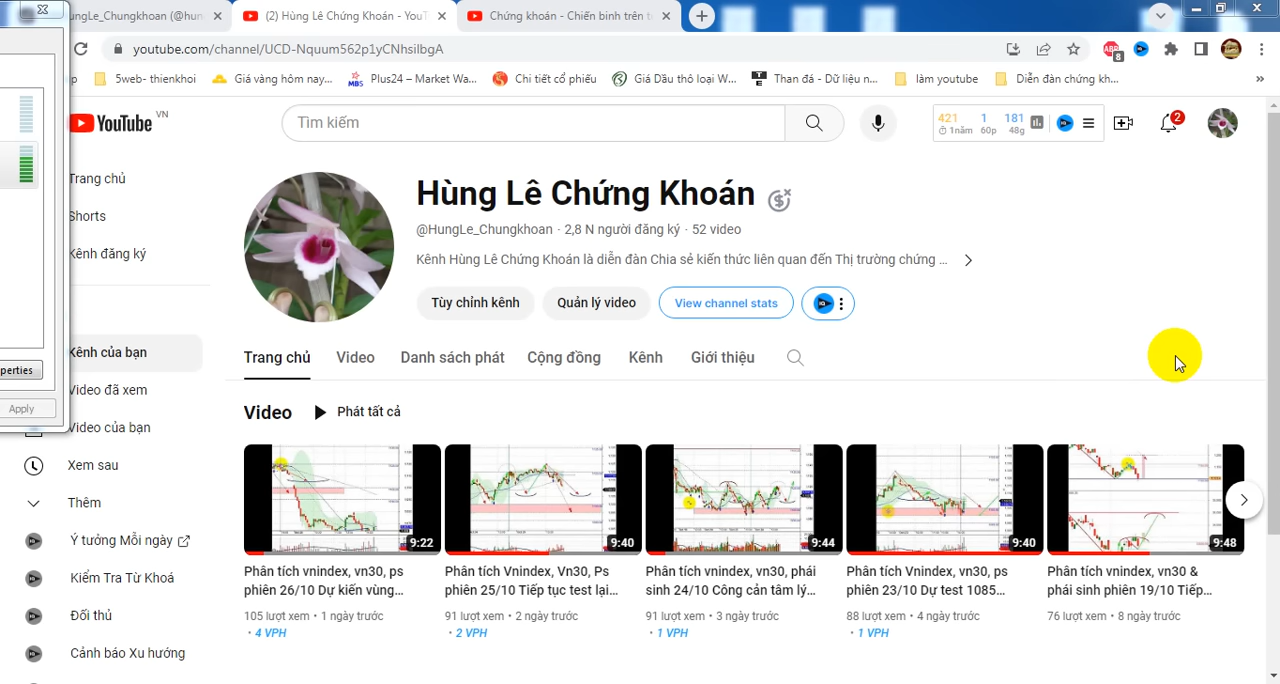 ungLe_Chungkhoan (@hun
(2) Hùng Lê Chứng Khoán - YouT
Chứng khoán - Chiến binh trên t
youtube.com/channel/UCD-Nquum562p1yCNhsilbgA
ABP
8
p
5web- thienkhoi
Giá vàng hôm nay...
MBS
Plus24 – Market Wa...
Chi tiết cổ phiếu
Giá Dầu thô loại W...
Than đá - Dữ liệu n...
làm youtube
Diễn đàn chứng kh...
YouTube VN
Tìm kiếm
421 1 181
1năm 60p 48g
2
Trang chủ
Shorts
Kênh đăng ký
perties
Apply
Kênh của bạn
Video đã xem
Video của bạn
Xem sau
Thêm
Ý tưởng Mỗi ngày
Kiểm Tra Từ Khoá
Đối thủ
Cảnh báo Xu hướng
Hùng Lê Chứng Khoán
@HungLe_Chungkhoan · 2,8 N người đăng ký · 52 video
Kênh Hùng Lê Chứng Khoán là diễn đàn Chia sẻ kiến thức liên quan đến Thị trường chứng ...
Tùy chỉnh kênh
Quản lý video
View channel stats
Trang chủ
Video
Danh sách phát
Cộng đồng
Kênh
Giới thiệu
Video
Phát tất cả
9:22
9:40
9:44
9:40
9:48
Phân tích vnindex, vn30, ps
phiên 26/10 Dự kiến vùng...
105 lượt xem • 1 ngày trước
• 4 VPH
Phân tích Vnindex, Vn30, Ps
phiên 25/10 Tiếp tục test lại...
91 lượt xem • 2 ngày trước
• 2 VPH
Phân tích vnindex, vn30, phái
sinh 24/10 Công cản tâm lý...
91 lượt xem • 3 ngày trước
• 1 VPH
Phân tích Vnindex, vn30, ps
phiên 23/10 Dự test 1085...
88 lượt xem • 4 ngày trước
• 1 VPH
Phân tích vnindex, vn30 &
phái sinh phiên 19/10 Tiếp...
76 lượt xem • 8 ngày trước